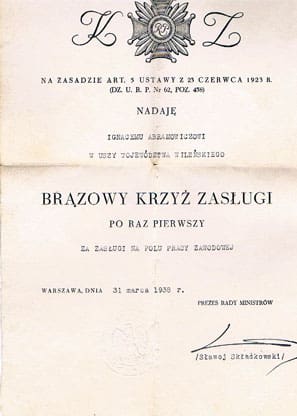 K Z
RP
NA ZASADZIE ART. 5 USTAWY Z 23 CZERWCA 1923 R.
(DZ. U. R. P. Nr 62, POZ. 458)
NADAJĘ
IGNACEMU ABRAMOWICZOWI
W USZY WOJEWÓDZTWA WILEŃSKIEGO
BRĄZOWY KRZYŻ ZASŁUGI
PO RAZ PIERWSZY
ZA ZASŁUGI NA POLU PRACY ZAWODOWEJ
WARSZAWA, DNIA 31 marca 1938 r.
PREZES RADY MINISTRÓW
/Sławoj Składkowski/